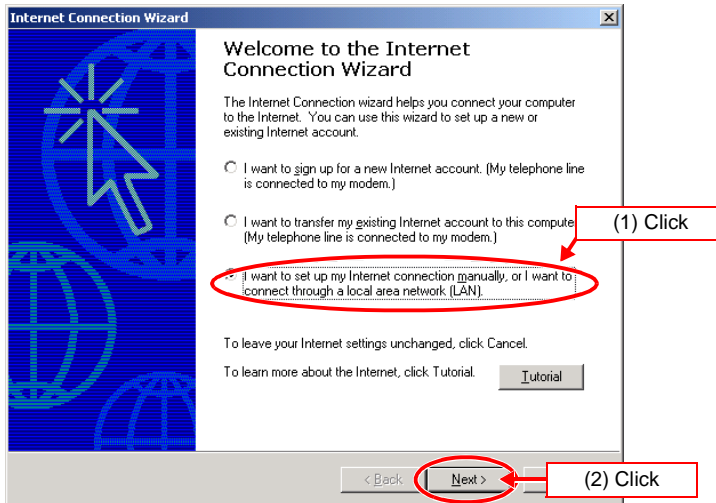 Internet Connection Wizard
Welcome to the Internet
Connection Wizard
The Internet Connection wizard helps you connect your computer
to the Internet. You can use this wizard to set up a new or
existing Internet account.
I want to sign up for a new Internet account. (My telephone line
is connected to my modem.)
I want to transfer my existing Internet account to this compute
(My telephone line is connected to my modem.)
(1) Click
I want to set up my Internet connection manually, or I want to
connect through a local area network (LAN).
To leave your Internet settings unchanged, click Cancel.
To learn more about the Internet, click Tutorial.
Tutorial
< Back
Next >
(2) Click